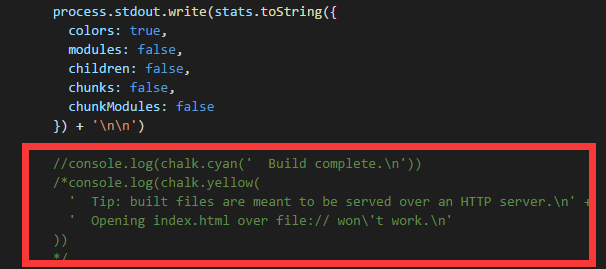 process.stdout.write(stats.toString({
colors: true,
modules: false,
children: false,
chunks: false,
chunkModules: false
}) + '\n\n')
//console.log(chalk.cyan('  Build complete.\n'))
/*console.log(chalk.yellow(
'  Tip: built files are meant to be served over an HTTP server.\n' +
'  Opening index.html over file:// won\'t work.\n'
))
*/